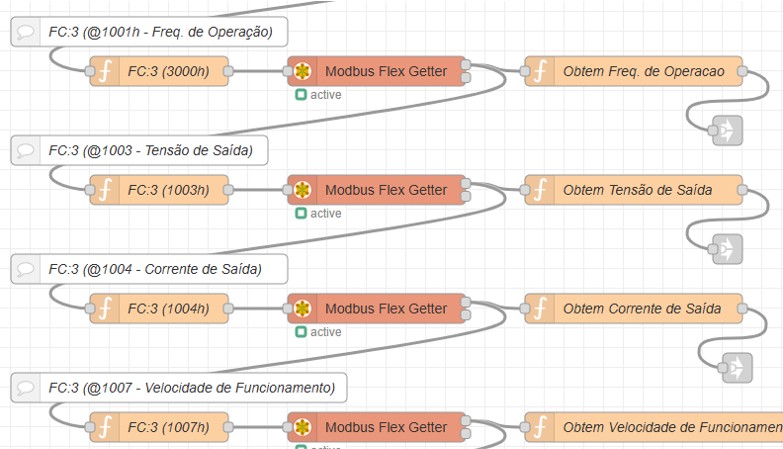 FC:3 (@1001h - Freq. de Operação)
FC:3 (3000h)
Modbus Flex Getter
Obtem Freq. de Operacao
active
FC:3 (@1003 - Tensão de Saída)
FC:3 (1003h)
Modbus Flex Getter
Obtem Tensão de Saída
active
FC:3 (@1004 - Corrente de Saída)
FC:3 (1004h)
Modbus Flex Getter
Obtem Corrente de Saída
active
FC:3 (@1007 - Velocidade de Funcionamento)
FC:3 (1007h)
Modbus Flex Getter
Obtem Velocidade de Funcionamen